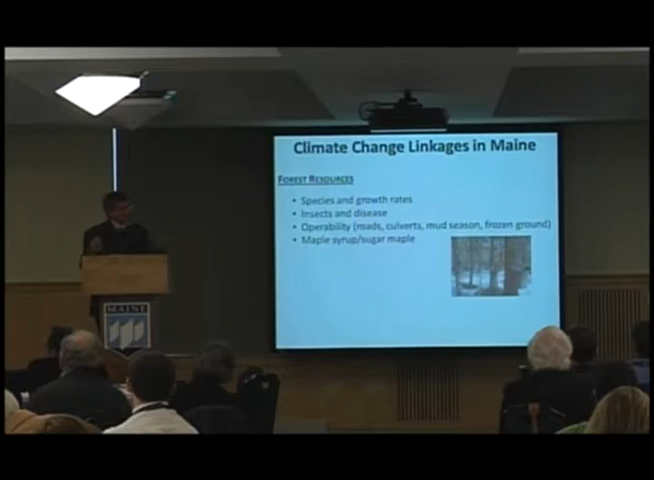 Climate Change Linkages in Maine
FOREST RESOURCES
• Species and growth rates
• Insects and disease
• Operability (roads, culverts, mud season, frozen ground)
• Maple syrup/sugar maple
MAINE